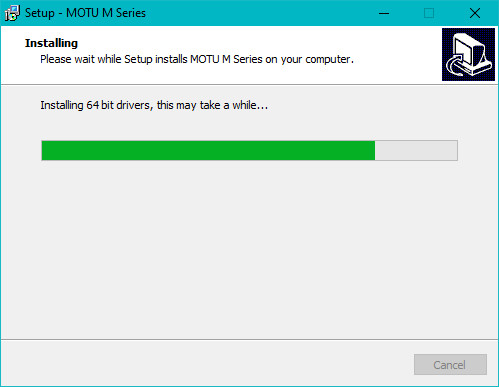 Setup - MOTU M Series
Installing
Please wait while Setup installs MOTU M Series on your computer.
Installing 64 bit drivers, this may take a while...
Cancel